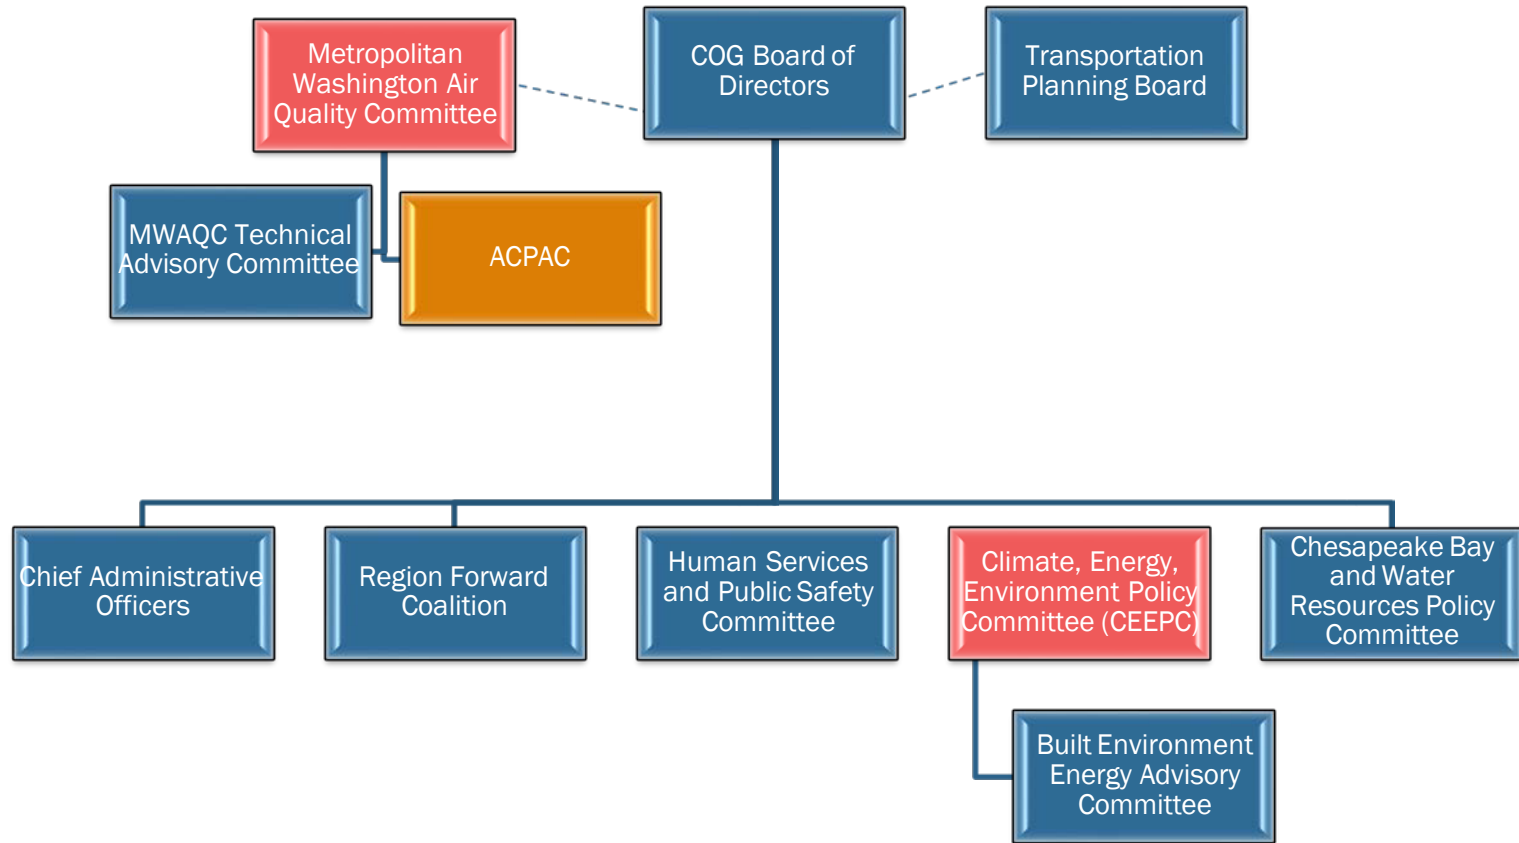 Metropolitan
Washington Air
Quality Committee
COG Board of
Directors
Transportation
Planning Board
MWAQC Technical
Advisory Committee
ACPAC
Chief Administrative
Officers
Region Forward
Coalition
Human Services
and Public Safety
Committee
Climate, Energy,
Environment Policy
Committee (CEEPC)
Chesapeake Bay
and Water
Resources Policy
Committee
Built Environment
Energy Advisory
Committee